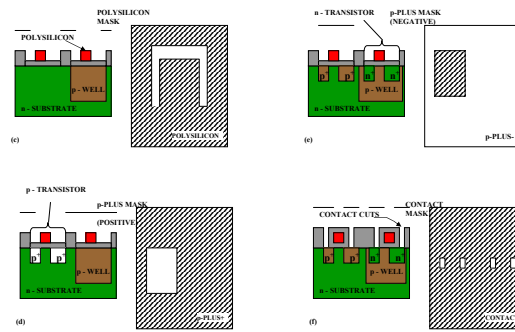 POLYSILICON
MASK
POLYSILICON
p - WELL
n - SUBSTRATE
(c)
POLYSILICON
n - TRANSISTOR
p-PLUS MASK
(NEGATIVE)
p+ p+ n+ n+
p - WELL
n - SUBSTRATE
(e)
p-PLUS-
p - TRANSISTOR
p-PLUS MASK
(POSITIVE)
p+ p+
p - WELL
n - SUBSTRATE
(d)
p-PLUS+
CONTACT
MASK
CONTACT CUTS
p+ p+ n+ n+
p - WELL
n - SUBSTRATE
(f)
CONTAC